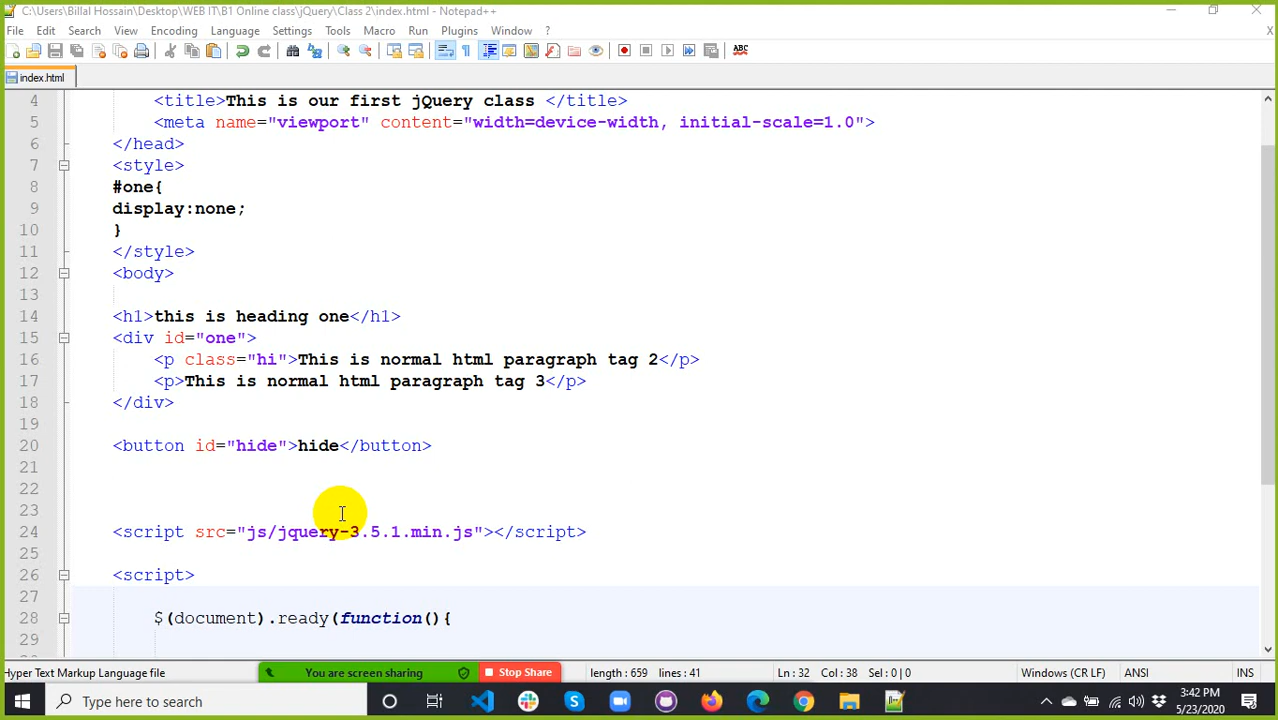 C:\Users\Billal Hossain\Desktop\WEB IT\B1 Online class\jQuery\Class 2\index.html - Notepad++
File Edit Search View Encoding Language Settings Tools Macro Run Plugins Window ? X
ABC
index.html
4 <title>This is our first jQuery class </title>
5 <meta name="viewport" content="width=device-width, initial-scale=1.0">
6 </head>
7 <style>
8 #one{
9 display:none;
10 }
11 </style>
12 <body>
13
14 <h1>this is heading one</h1>
15 <div id="one">
16 <p class="hi">This is normal html paragraph tag 2</p>
17 <p>This is normal html paragraph tag 3</p>
18 </div>
19
20 <button id="hide">hide</button>
21
22
23
24 <script src="js/jquery-3.5.1.min.js"></script>
25
26 <script>
27
28 $(document).ready(function(){
29
Hyper Text Markup Language file You are screen sharing Stop Share length : 659 lines : 41 Ln : 32 Col : 38 Sel : 0 | 0 Windows (CR LF) ANSI INS
Type here to search 3:42 PM
5/23/2020